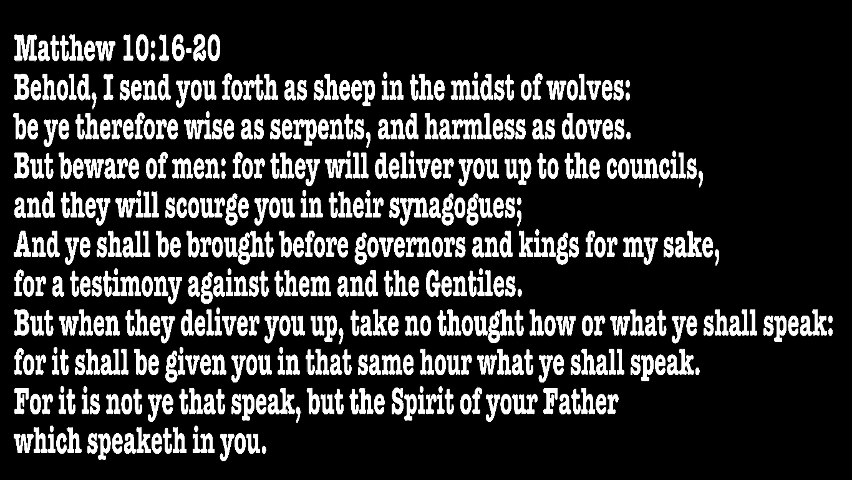 Matthew 10:16-20
Behold, I send you forth as sheep in the midst of wolves:
be ye therefore wise as serpents, and harmless as doves.
But beware of men: for they will deliver you up to the councils,
and they will scourge you in their synagogues;
And ye shall be brought before governors and kings for my sake,
for a testimony against them and the Gentiles.
But when they deliver you up, take no thought how or what ye shall speak:
for it shall be given you in that same hour what ye shall speak.
For it is not ye that speak, but the Spirit of your Father
which speaketh in you.